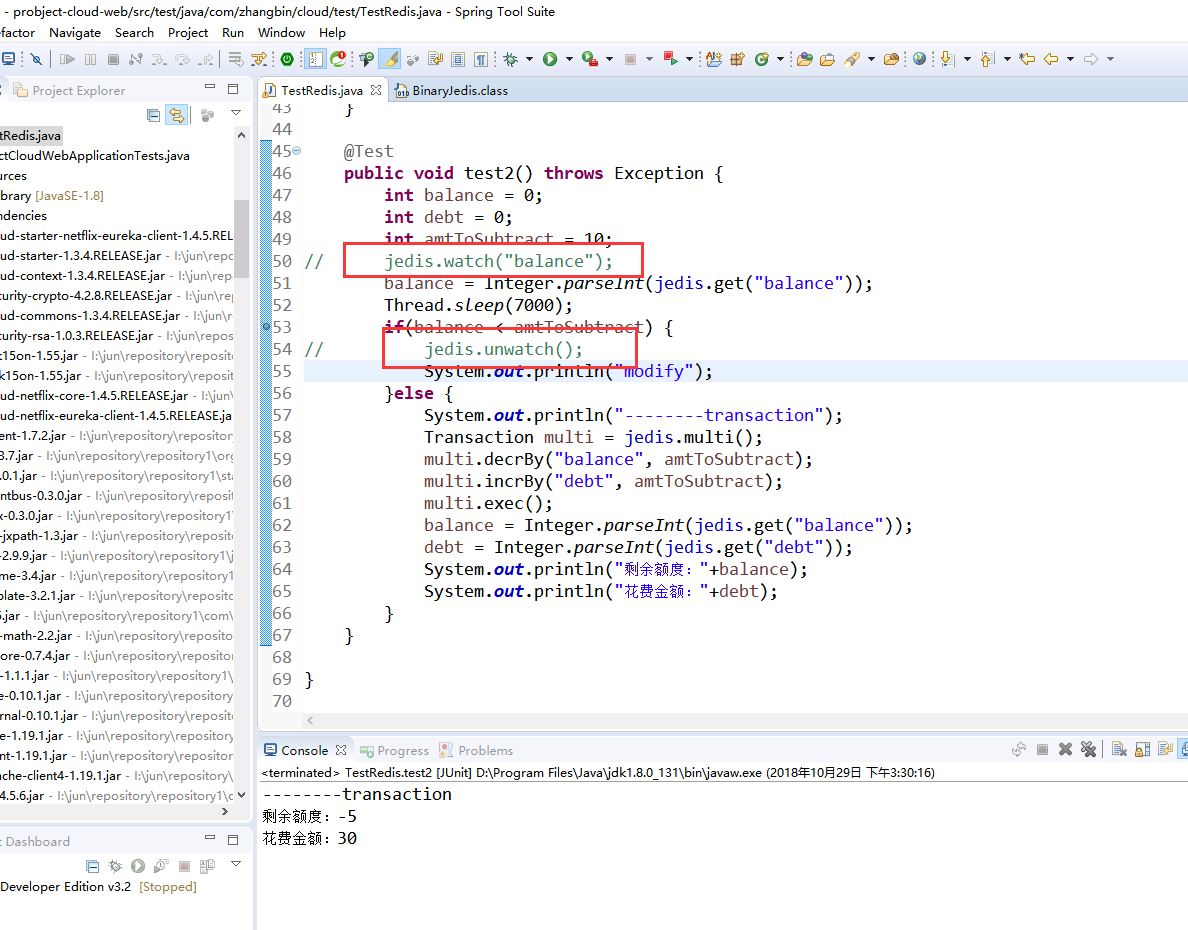 - probject-cloud-web/src/test/java/com/zhangbin/cloud/test/TestRedis.java - Spring Tool Suite
efactor Navigate Search Project Run Window Help
Project Explorer
tRedis.java
ctCloudWebApplicationTests.java
urces
brary [JavaSE-1.8]
ndencies
ud-starter-netflix-eureka-client-1.4.5.REL
ud-starter-1.3.4.RELEASE.jar - I:\jun\repc
ud-context-1.3.4.RELEASE.jar - I:\jun\rep
curity-crypto-4.2.8.RELEASE.jar - I:\jun\r
ud-commons-1.3.4.RELEASE.jar - I:\jun\r
curity-rsa-1.0.3.RELEASE.jar - I:\jun\repc
t15on-1.55.jar - I:\jun\repository\reposit
k15on-1.55.jar - I:\jun\repository\reposit
ud-netflix-core-1.4.5.RELEASE.jar - I:\jun\
ud-netflix-eureka-client-1.4.5.RELEASE.ja
ent-1.7.2.jar - I:\jun\repository\repository
3.7.jar - I:\jun\repository\repository1\org
.0.1.jar - I:\jun\repository\repository1\sta
ntbus-0.3.0.jar - I:\jun\repository\reposit
x-0.3.0.jar - I:\jun\repository\repository1
-jxpath-1.3.jar - I:\jun\repository\reposit
-2.9.9.jar - I:\jun\repository\repository1\j
me-3.4.jar - I:\jun\repository\repository1
plate-3.2.1.jar - I:\jun\repository\reposit
5.jar - I:\jun\repository\repository1\com\
-math-2.2.jar - I:\jun\repository\reposito
ore-0.7.4.jar - I:\jun\repository\repositor
-1.1.1.jar - I:\jun\repository\repository1\
e-0.10.1.jar - I:\jun\repository\repository
rnal-0.10.1.jar - I:\jun\repository\reposit
e-1.19.1.jar - I:\jun\repository\repository
nt-1.19.1.jar - I:\jun\repository\repositor
ache-client4-1.19.1.jar - I:\jun\repository
4.5.6.jar - I:\jun\repository\repository1\c
t Dashboard
Developer Edition v3.2 [Stopped]
TestRedis.java BinaryJedis.class
43 }
44
45 @Test
46 public void test2() throws Exception {
47 int balance = 0;
48 int debt = 0;
49 int amtToSubtract = 10;
50 // jedis.watch("balance");
51 balance = Integer.parseInt(jedis.get("balance"));
52 Thread.sleep(7000);
53 if(balance < amtToSubtract) {
54 // jedis.unwatch();
55 System.out.println("modify");
56 }else {
57 System.out.println("--------transaction");
58 Transaction multi = jedis.multi();
59 multi.decrBy("balance", amtToSubtract);
60 multi.incrBy("debt", amtToSubtract);
61 multi.exec();
62 balance = Integer.parseInt(jedis.get("balance"));
63 debt = Integer.parseInt(jedis.get("debt"));
64 System.out.println("剩余额度："+balance);
65 System.out.println("花费金额："+debt);
66 }
67 }
68
69 }
70
Console Progress Problems
<terminated> TestRedis.test2 [JUnit] D:\Program Files\Java\jdk1.8.0_131\bin\javaw.exe (2018年10月29日 下午3:30:16)
--------transaction
剩余额度：-5
花费金额：30